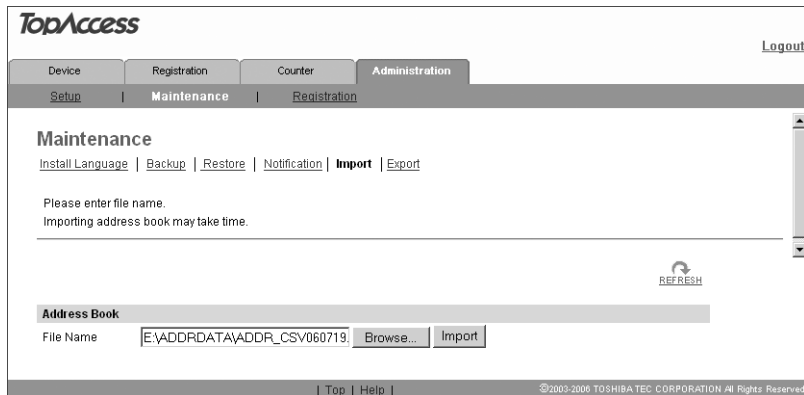 TopAccess
Logout
Device Registration Counter Administration
Setup | Maintenance | Registration
Maintenance
Install Language | Backup | Restore | Notification | Import | Export
Please enter file name.
Importing address book may take time.
REFRESH
Address Book
File Name E:\ADDRDATA\ADDR_CSV060719. Browse... Import
| Top | Help | ©2003-2006 TOSHIBA TEC CORPORATION All Rights Reserved